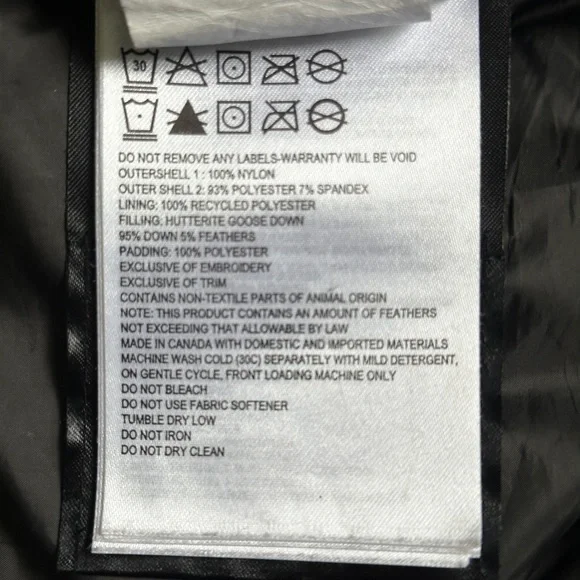 30
DO NOT REMOVE ANY LABELS-WARRANTY WILL BE VOID
OUTERSHELL 1 : 100% NYLON
OUTER SHELL 2: 93% POLYESTER 7% SPANDEX
LINING: 100% RECYCLED POLYESTER
FILLING: HUTTERITE GOOSE DOWN
95% DOWN 5% FEATHERS
PADDING: 100% POLYESTER
EXCLUSIVE OF EMBROIDERY
EXCLUSIVE OF TRIM
CONTAINS NON-TEXTILE PARTS OF ANIMAL ORIGIN
NOTE: THIS PRODUCT CONTAINS AN AMOUNT OF FEATHERS
NOT EXCEEDING THAT ALLOWABLE BY LAW
MADE IN CANADA WITH DOMESTIC AND IMPORTED MATERIALS
MACHINE WASH COLD (30C) SEPARATELY WITH MILD DETERGENT,
ON GENTLE CYCLE, FRONT LOADING MACHINE ONLY
DO NOT BLEACH
DO NOT USE FABRIC SOFTENER
TUMBLE DRY LOW
DO NOT IRON
DO NOT DRY CLEAN